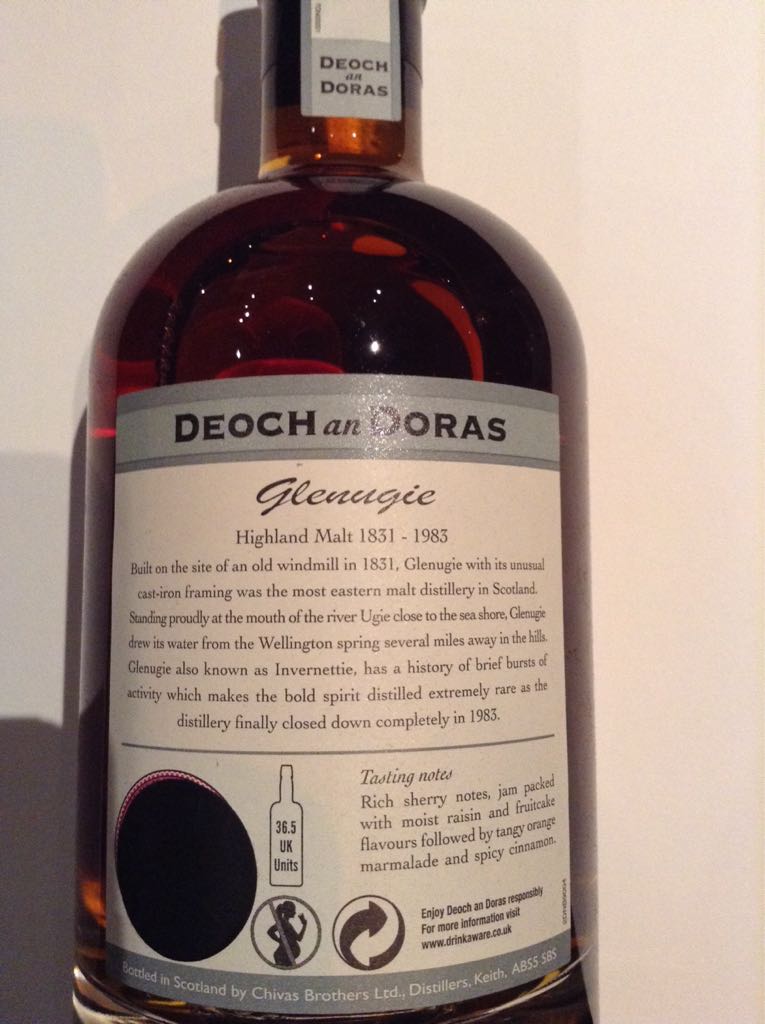 DEOCH
an
DORAS
DEOCH an DORAS
Glenugie
Highland Malt 1831 - 1983
Built on the site of an old windmill in 1831, Glenugie with its unusual
cast-iron framing was the most eastern malt distillery in Scotland.
Standing proudly at the mouth of the river Ugie close to the sea shore, Glenugie
drew its water from the Wellington spring several miles away in the hills.
Glenugie also known as Invernettie, has a history of brief bursts of
activity which makes the bold spirit distilled extremely rare as the
distillery finally closed down completely in 1983.
36.5
UK
Units
Tasting notes
Rich sherry notes, jam packed
with moist raisin and fruitcake
flavours followed by tangy orange
marmalade and spicy cinnamon.
Enjoy Deoch an Doras responsibly
For more information visit
www.drinkaware.co.uk
Bottled in Scotland by Chivas Brothers Ltd., Distillers, Keith, AB55 5BS